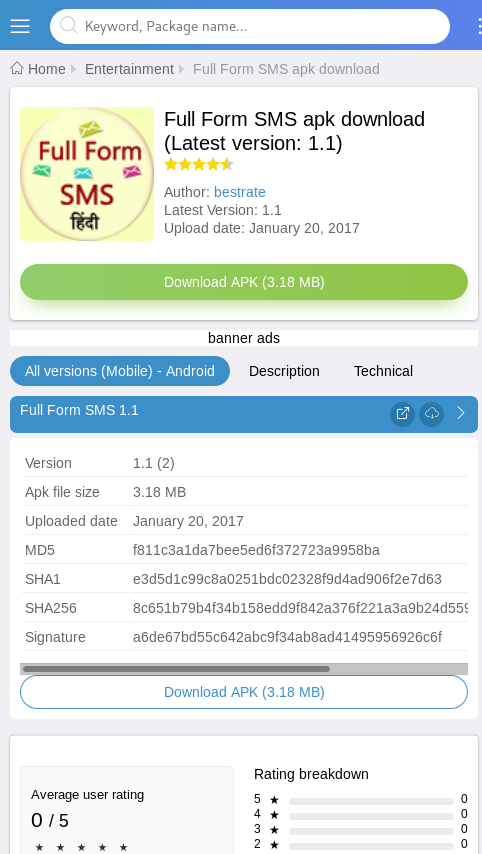 Keyword, Package name...
Home Entertainment Full Form SMS apk download
Full Form
SMS
हिंदी
Full Form SMS apk download
(Latest version: 1.1)
Author: bestrate
Latest Version: 1.1
Upload date: January 20, 2017
Download APK (3.18 MB)
banner ads
All versions (Mobile) - Android Description Technical
Full Form SMS 1.1
Version 1.1 (2)
Apk file size 3.18 MB
Uploaded date January 20, 2017
MD5 f811c3a1da7bee5ed6f372723a9958ba
SHA1 e3d5d1c99c8a0251bdc02328f9d4ad906f2e7d63
SHA256 8c651b79b4f34b158edd9f842a376f221a3a9b24d559
Signature a6de67bd55c642abc9f34ab8ad41495956926c6f
Download APK (3.18 MB)
Average user rating
0 / 5
Rating breakdown
5 ★ 0
4 ★ 0
3 ★ 0
2 ★ 0